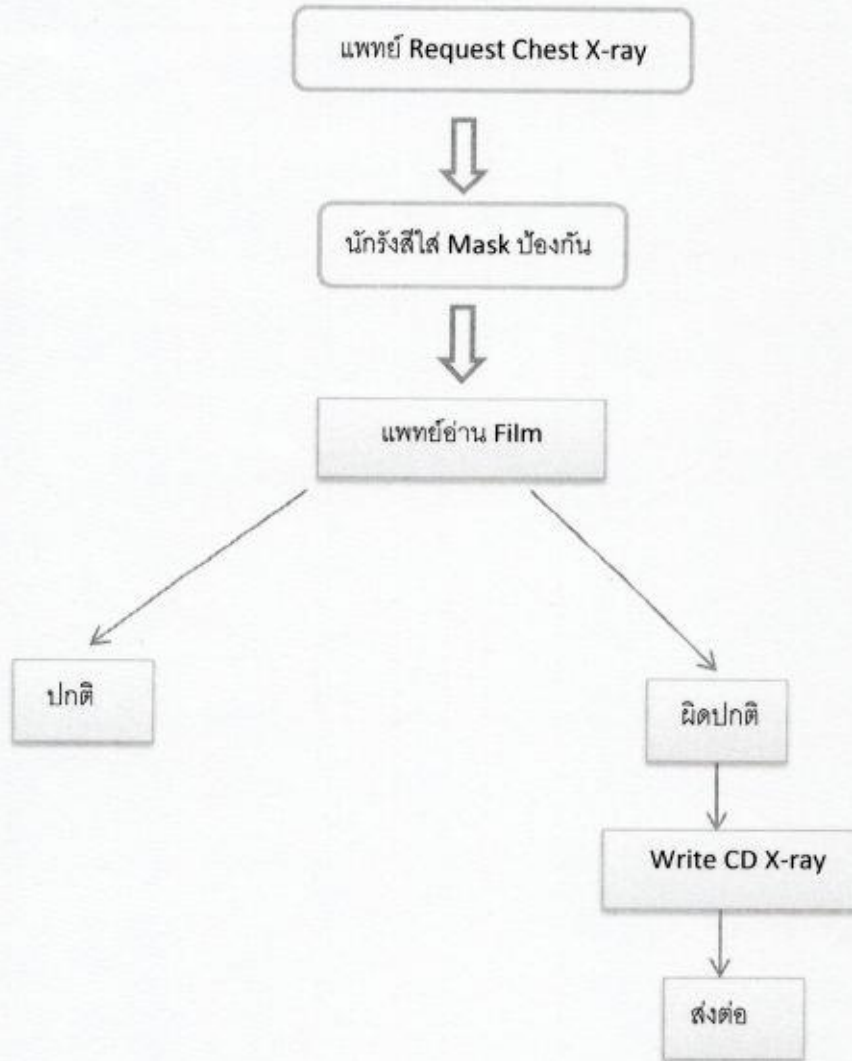 แพทย์ Request Chest X-ray
นักรังสีใส่ Mask ป้องกัน
แพทย์อ่าน Film
ปกติ
ผิดปกติ
Write CD X-ray
ส่งต่อ